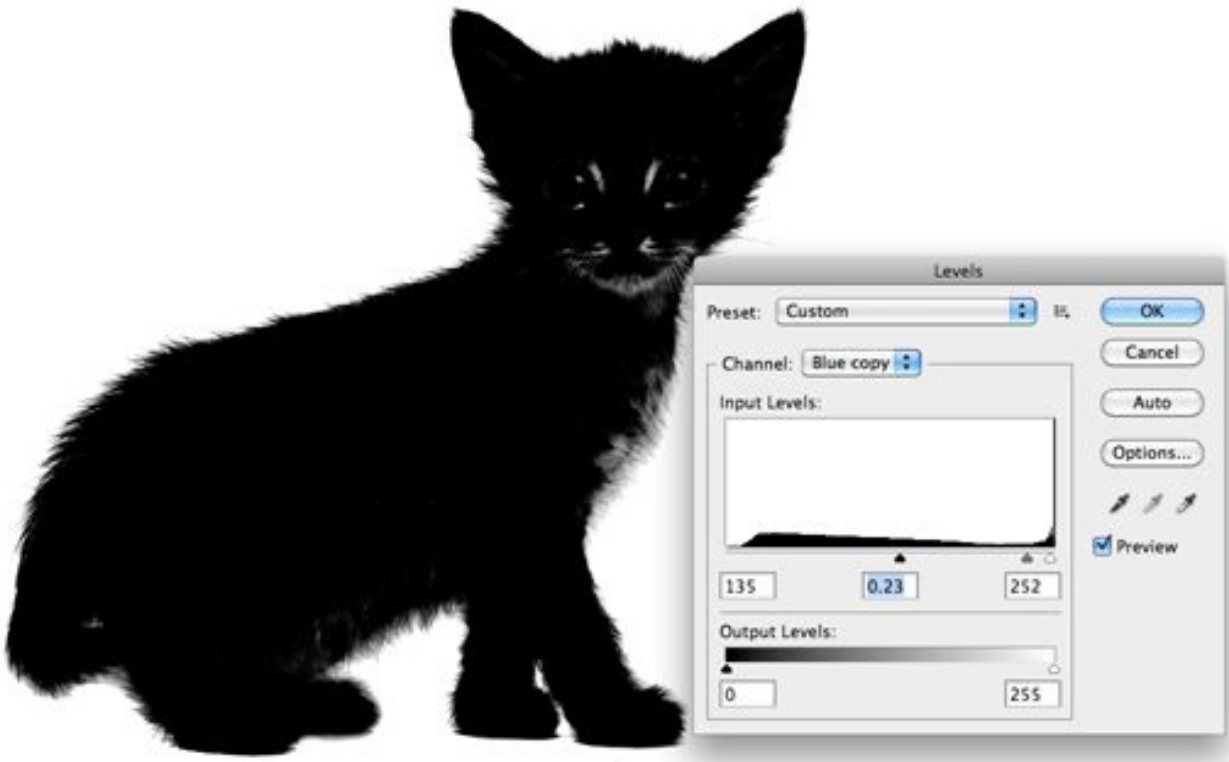 Levels
Preset: Custom
OK
Channel: Blue copy
Cancel
Input Levels:
Auto
Options...
Preview
135 0.23 252
Output Levels:
0 255